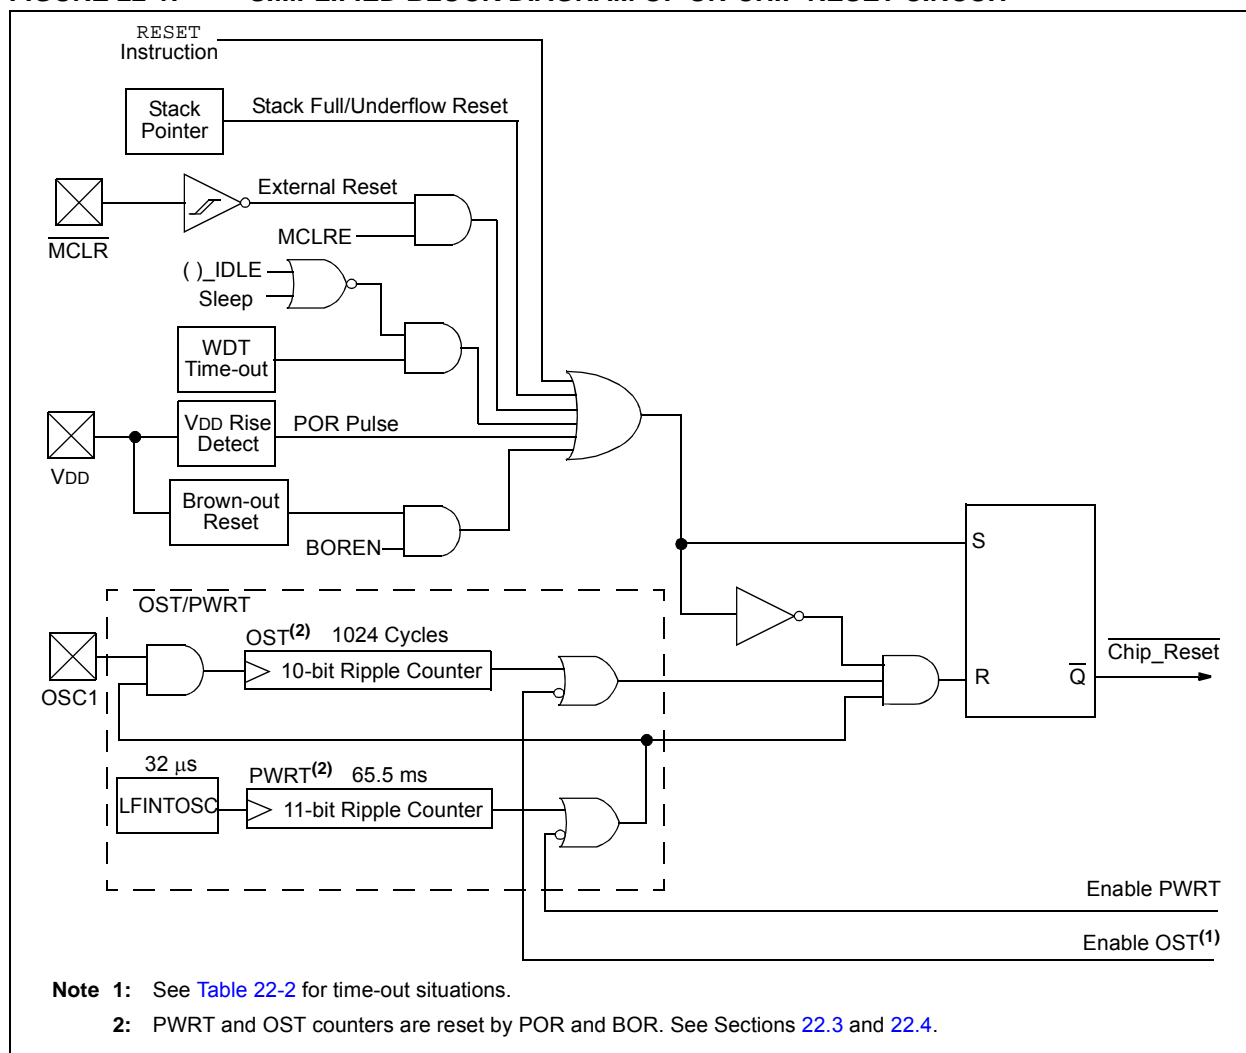 RESET
Instruction
Stack
Pointer
Stack Full/Underflow Reset
External Reset
MCLR
MCLRE
( )_IDLE
Sleep
WDT
Time-out
VDD
VDD Rise
Detect
POR Pulse
Brown-out
Reset
BOREN
S
OST/PWRT
OST(2) 1024 Cycles
10-bit Ripple Counter
OSC1
Chip_Reset
R
Q
32 µs
PWRT(2) 65.5 ms
LFINTOSC
11-bit Ripple Counter
Enable PWRT
Enable OST(1)
Note 1: See Table 22-2 for time-out situations.
2: PWRT and OST counters are reset by POR and BOR. See Sections 22.3 and 22.4.